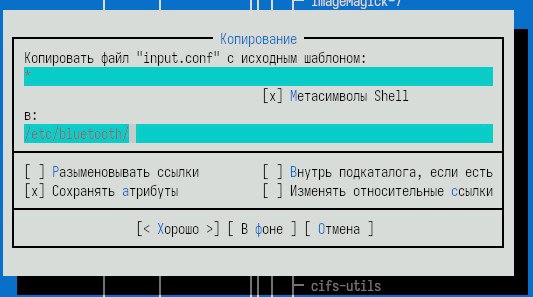 ImageMagick-7
Копирование
Копировать файл "input.conf" с исходным шаблоном:
*
[x] Метасимволы Shell
в:
/etc/bluetooth/
[ ] Разыменовывать ссылки [ ] Внутрь подкаталога, если есть
[x] Сохранять атрибуты [ ] Изменять относительные ссылки
[< Хорошо >] [ В фоне ] [ Отмена ]
cifs-utils